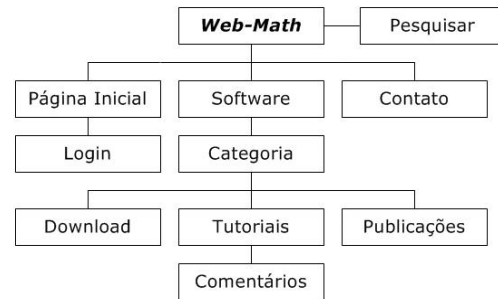 Web-Math
Pesquisar
Página Inicial
Software
Contato
Login
Categoria
Download
Tutoriais
Publicações
Comentários